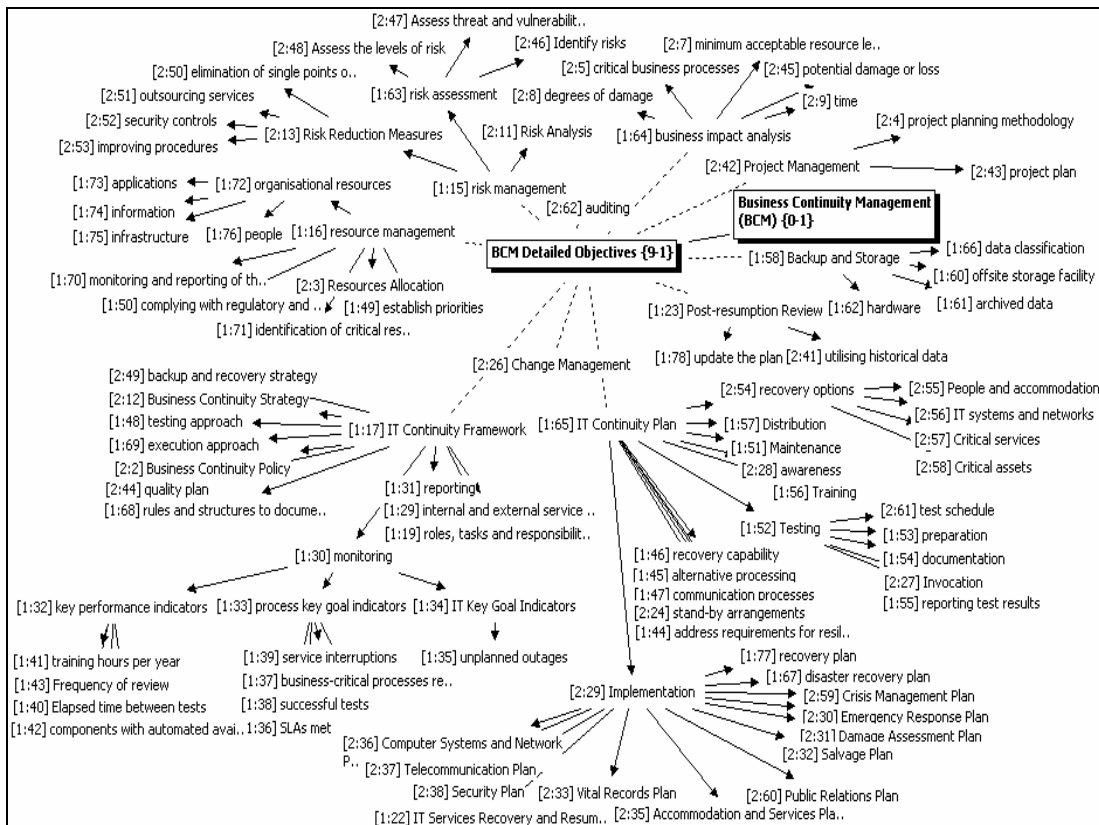 [2:47] Assess threat and vulnerabilit..
[2:48] Assess the levels of risk
[2:46] Identify risks
[2:7] minimum acceptable resource le..
[2:50] elimination of single points o..
[2:5] critical business processes
[2:45] potential damage or loss
[2:51] outsourcing services
[1:63] risk assessment
[2:8] degrees of damage
[2:9] time
[2:52] security controls
[2:13] Risk Reduction Measures
[2:11] Risk Analysis
[1:64] business impact analysis
[2:4] project planning methodology
[2:53] improving procedures
[2:42] Project Management
[2:43] project plan
[1:73] applications
[1:72] organisational resources
[1:15] risk management
[2:62] auditing
Business Continuity Management
(BCM) {0-1}
[1:74] information
[1:75] infrastructure
[1:76] people
[1:16] resource management
BCM Detailed Objectives {9-1}
[1:58] Backup and Storage
[1:66] data classification
[1:60] offsite storage facility
[1:70] monitoring and reporting of th..
[2:3] Resources Allocation
[1:50] complying with regulatory and ..
[1:49] establish priorities
[1:71] identification of critical res..
[1:23] Post-resumption Review
[1:62] hardware
[1:61] archived data
[1:78] update the plan
[2:41] utilising historical data
[2:26] Change Management
[2:49] backup and recovery strategy
[2:12] Business Continuity Strategy
[1:48] testing approach
[1:17] IT Continuity Framework
[1:69] execution approach
[2:2] Business Continuity Policy
[2:44] quality plan
[1:68] rules and structures to docume..
[1:31] reporting
[1:29] internal and external service ..
[1:19] roles, tasks and responsibilit..
[1:65] IT Continuity Plan
[2:54] recovery options
[2:55] People and accommodation
[2:56] IT systems and networks
[2:57] Critical services
[2:58] Critical assets
[1:57] Distribution
[1:51] Maintenance
[2:28] awareness
[1:56] Training
[1:52] Testing
[2:61] test schedule
[1:53] preparation
[1:54] documentation
[2:27] Invocation
[1:55] reporting test results
[1:46] recovery capability
[1:45] alternative processing
[1:47] communication processes
[2:24] stand-by arrangements
[1:44] address requirements for resil..
[1:30] monitoring
[1:32] key performance indicators
[1:33] process key goal indicators
[1:34] IT Key Goal Indicators
[1:41] training hours per year
[1:43] Frequency of review
[1:40] Elapsed time between tests
[1:42] components with automated avai..
[1:39] service interruptions
[1:37] business-critical processes re..
[1:38] successful tests
[1:36] SLAs met
[1:35] unplanned outages
[2:29] Implementation
[1:77] recovery plan
[1:67] disaster recovery plan
[2:59] Crisis Management Plan
[2:30] Emergency Response Plan
[2:31] Damage Assessment Plan
[2:32] Salvage Plan
[2:36] Computer Systems and Network
P..
[2:37] Telecommunication Plan
[2:38] Security Plan
[2:33] Vital Records Plan
[2:60] Public Relations Plan
[1:22] IT Services Recovery and Resum..
[2:35] Accommodation and Services Pla..